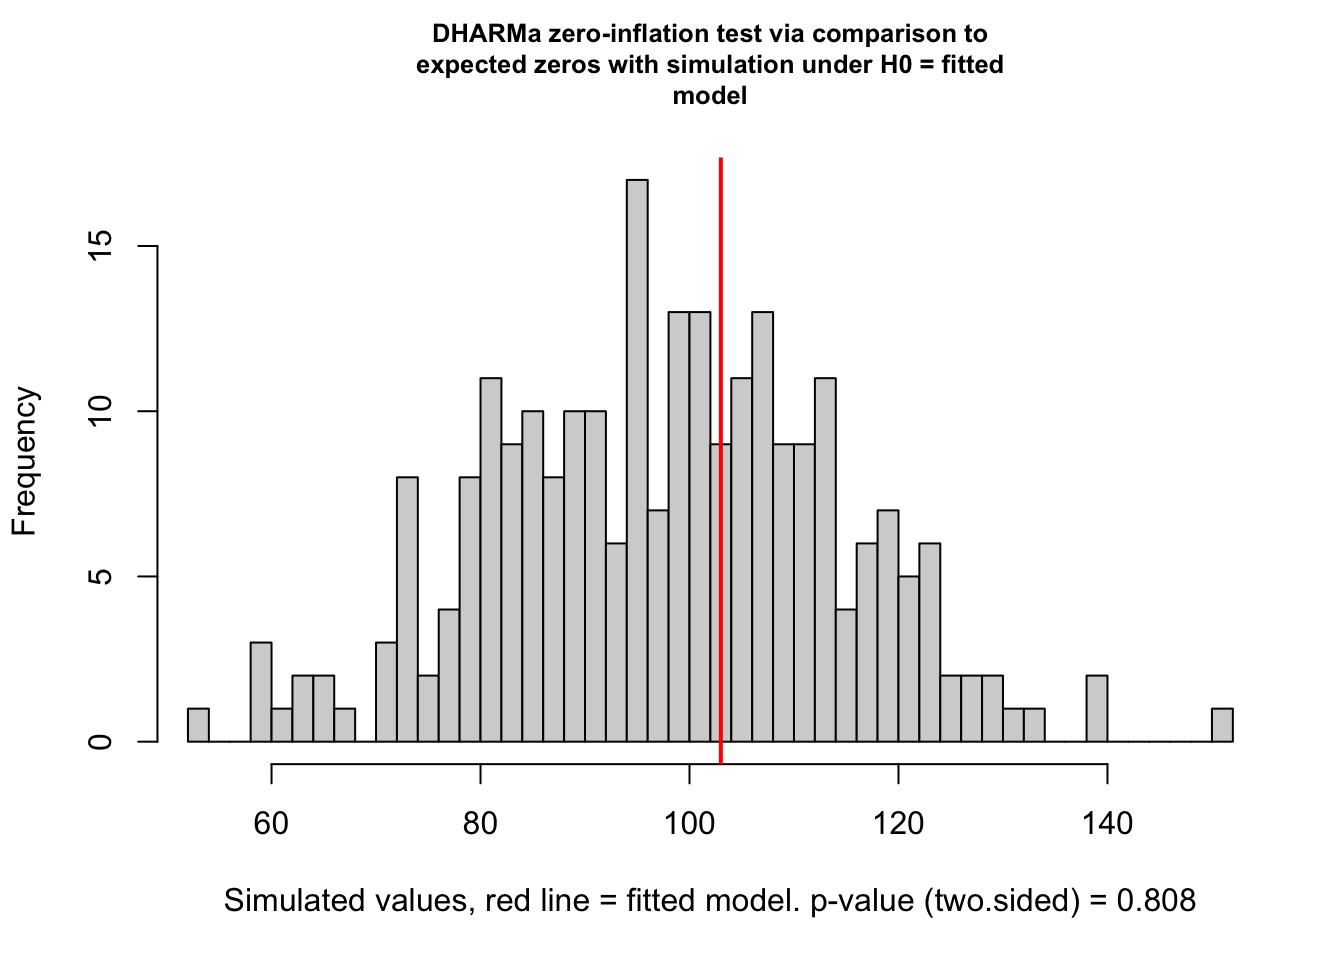 DHARMa zero-inflation test via comparison to
expected zeros with simulation under H0 = fitted
model
Frequency
15
10
5
0
60 80 100 120 140
Simulated values, red line = fitted model. p-value (two.sided) = 0.808